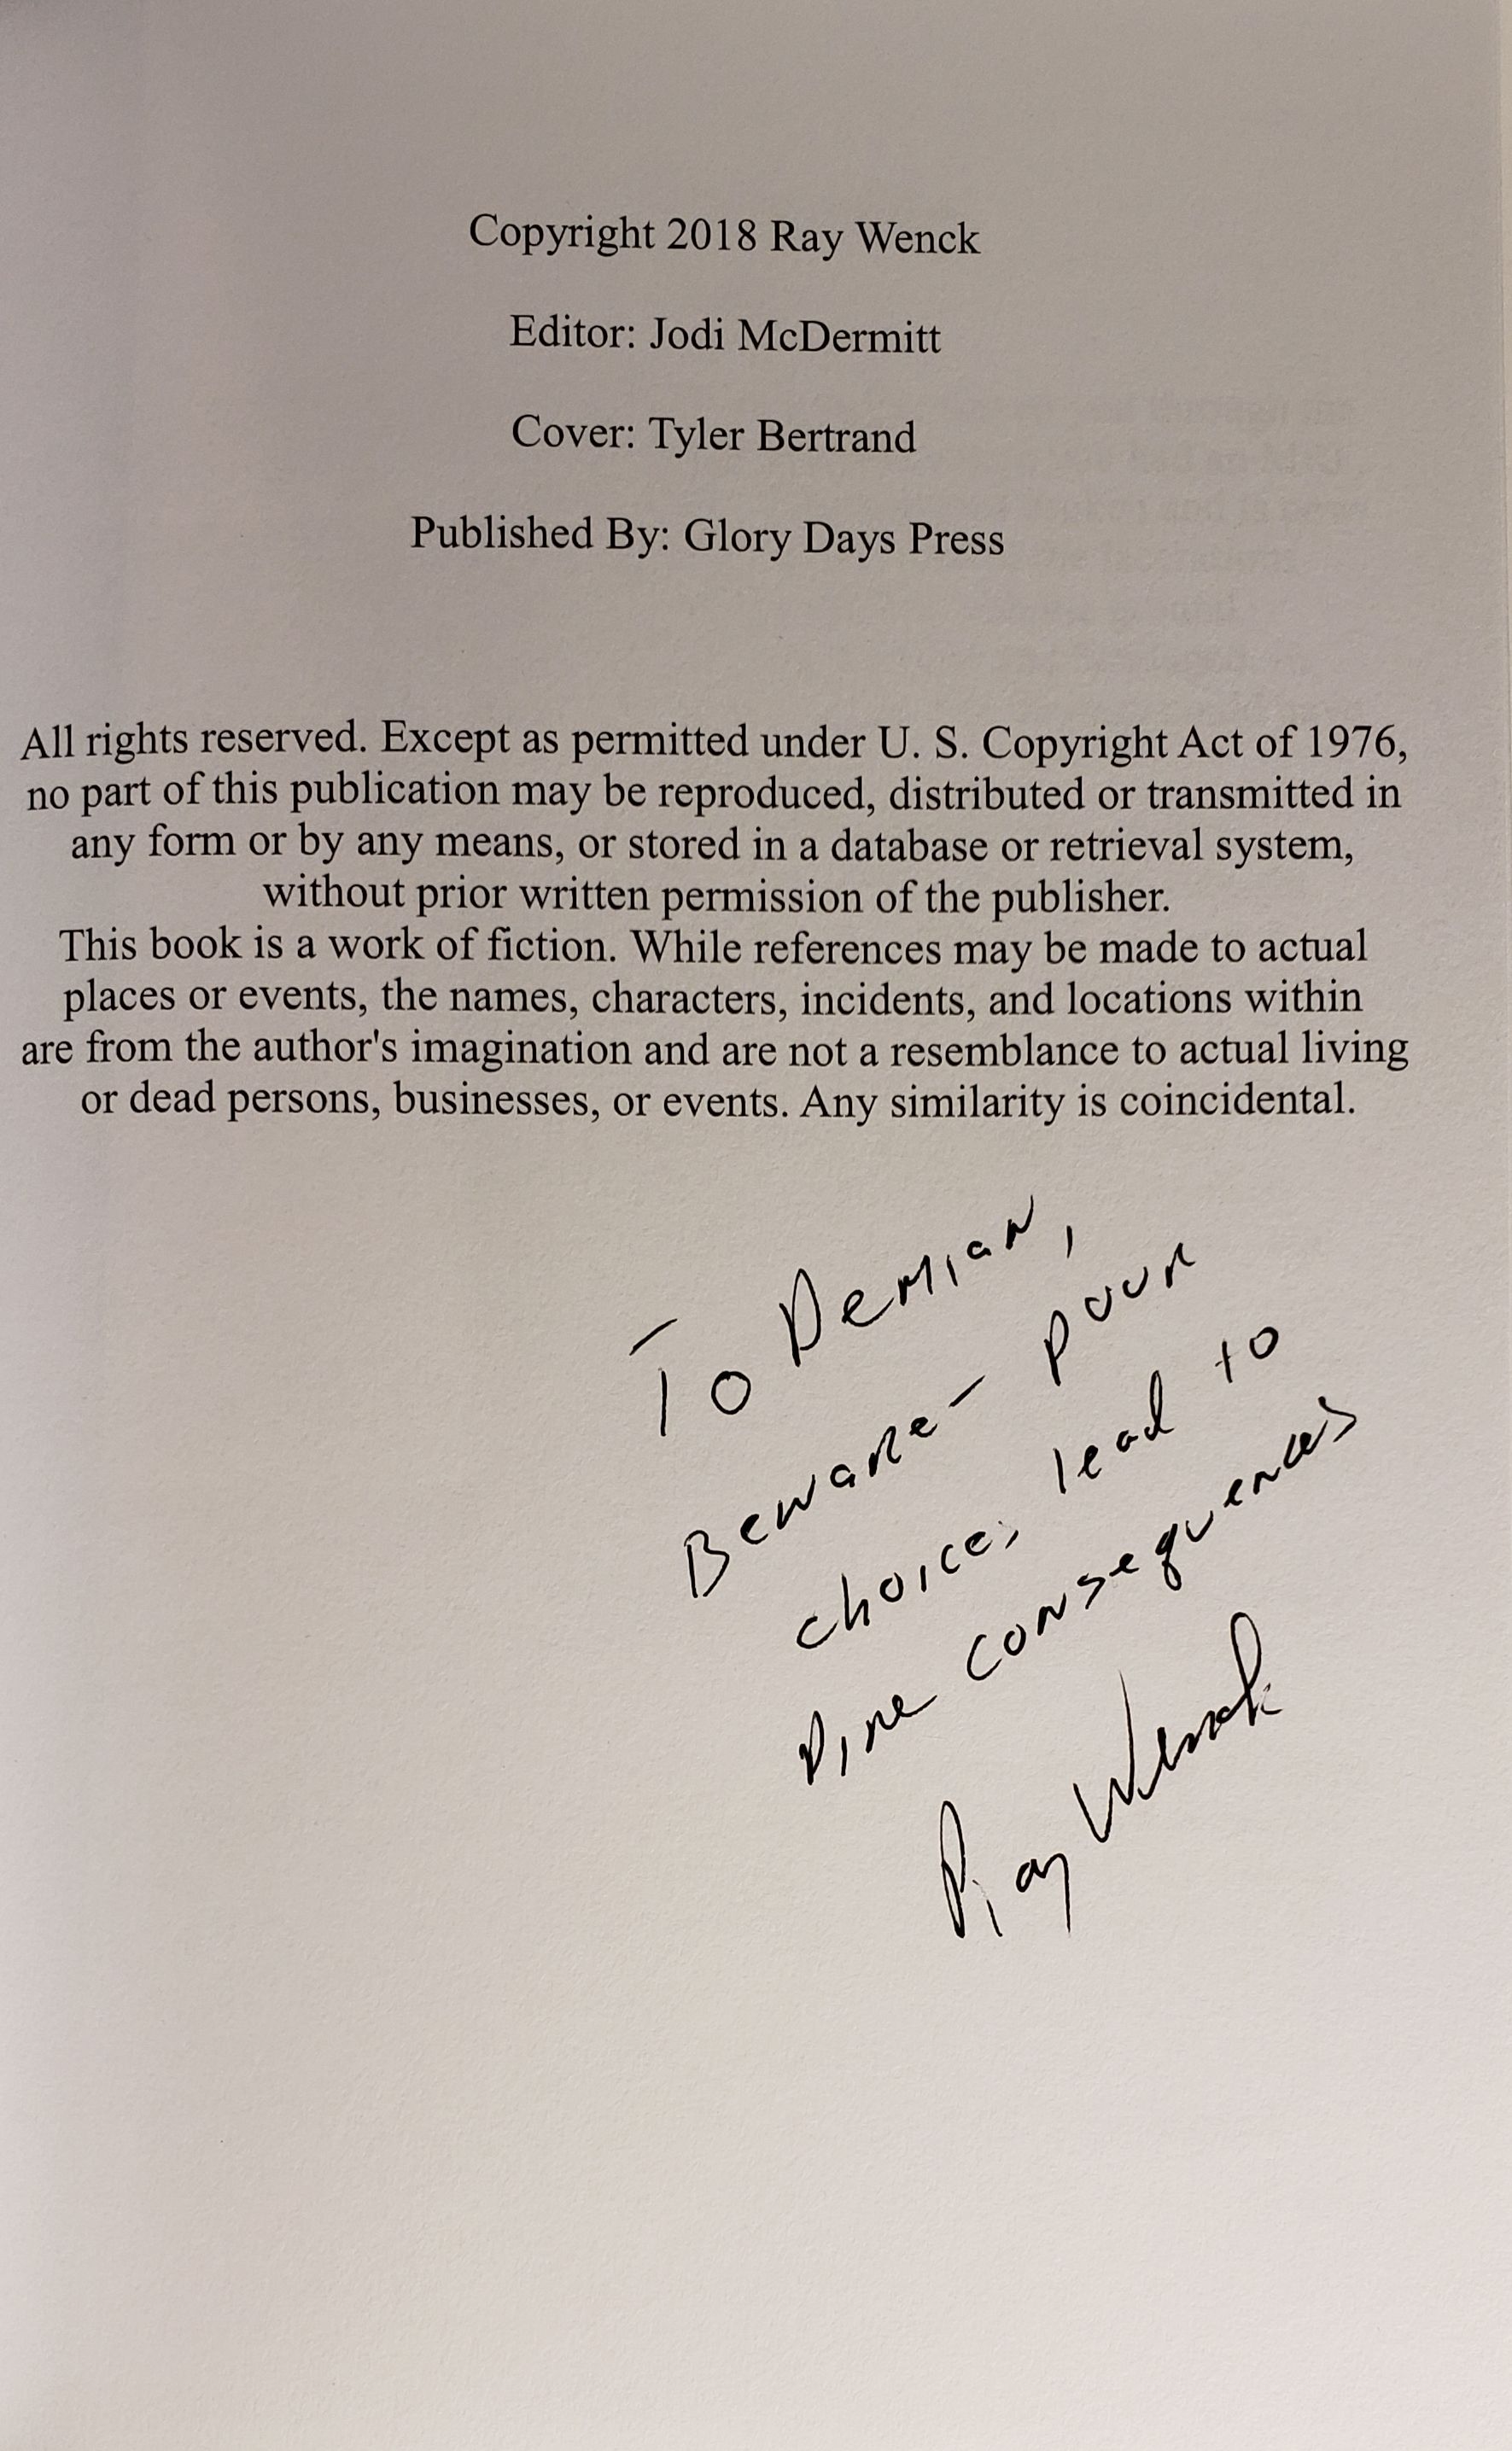 Copyright 2018 Ray Wenck
Editor: Jodi McDermitt
Cover: Tyler Bertrand
Published By: Glory Days Press
All rights reserved. Except as permitted under U. S. Copyright Act of 1976,
no part of this publication may be reproduced, distributed or transmitted in
any form or by any means, or stored in a database or retrieval system,
without prior written permission of the publisher.
This book is a work of fiction. While references may be made to actual
places or events, the names, characters, incidents, and locations within
are from the author's imagination and are not a resemblance to actual living
or dead persons, businesses, or events. Any similarity is coincidental.
To Demian,
Beware- Poor
choices lead to
Dire consequences
Ray Wenck